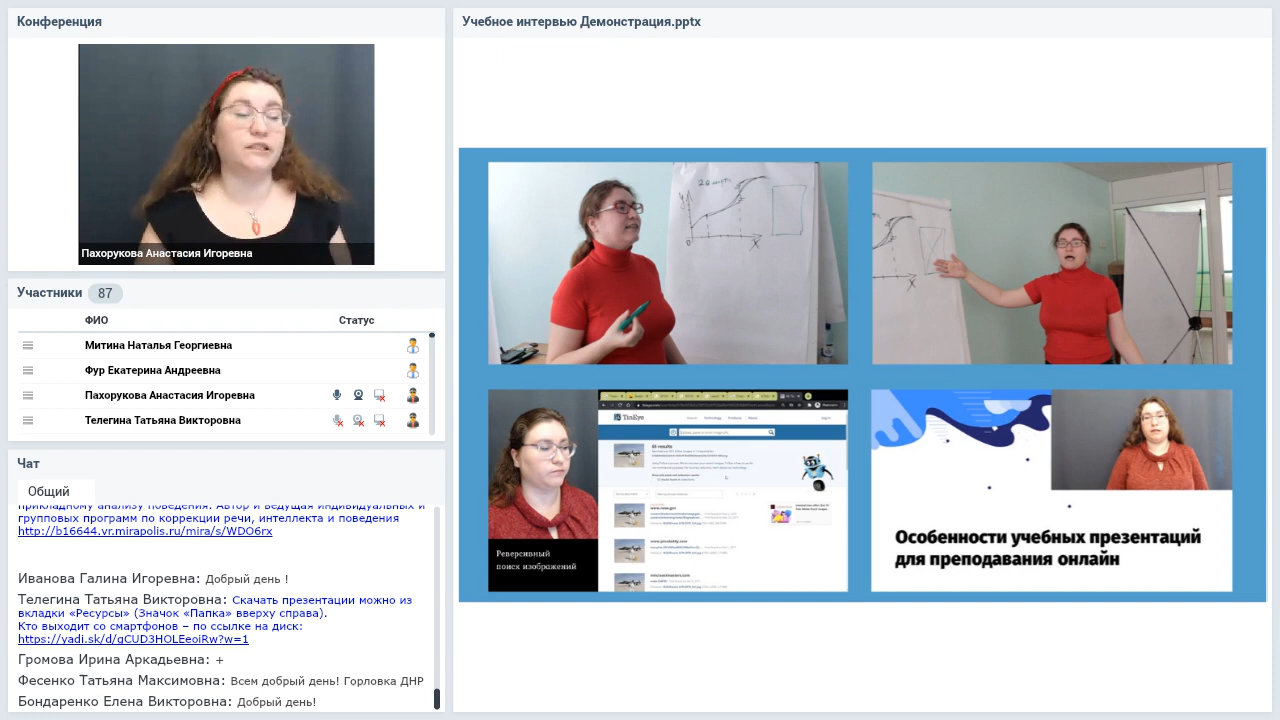 Конференция
Пахорукова Анастасия Игоревна
Участники 87
ФИО Статус
Митина Наталья Георгиевна
Фур Екатерина Андреевна
Пахорукова Анастасия Игоревна
Телегина Татьяна Викторовна
Чат
Общий
прикладному анализу поведения. Автор и ведущая индивидуальных и
групповых программ по коррекции речи, интеллекта и поведения
http://b16644.vr.mirapolis.ru/mira/s/WDC6rx
Иванова Галина Игоревна: Добрый день !
Телегина Татьяна Викторовна: Скачать презентации можно из
вкладки «Ресурсы» (Значок «Папка» вверху справа).
Кто выходит со смартфонов – по ссылке на диск:
https://yadi.sk/d/gCUD3HOLEeoiRw?w=1
Громова Ирина Аркадьевна: +
Фесенко Татьяна Максимовна: Всем добрый день! Горловка ДНР
Бондаренко Елена Викторовна: Добрый день!
Учебное интервью Демонстрация.pptx
y
0
x
Реверсивный
поиск изображений
TinEye
Особенности учебных презентаций
для преподавания онлайн